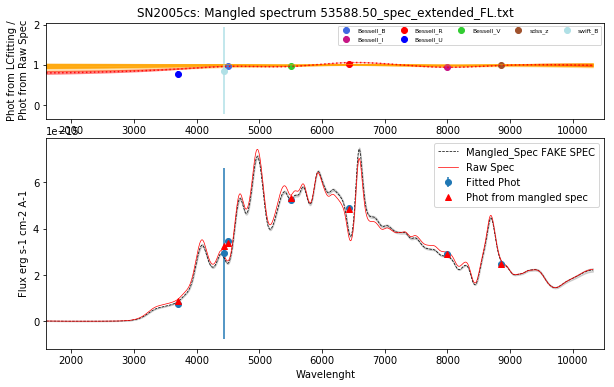 SN2005cs: Mangled spectrum 53588.50_spec_extended_FL.txt
Phot from LCfitting /
Phot from Raw Spec
2
1
0
Bessell_B
Bessell_I
Bessell_R
Bessell_U
Bessell_V
sdss_z
swift_B
2000 3000 4000 5000 6000 7000 8000 9000 10000
1e−15
Flux erg s-1 cm-2 A-1
6
4
2
0
Mangled_Spec FAKE SPEC
Raw Spec
Fitted Phot
Phot from mangled spec
2000 3000 4000 5000 6000 7000 8000 9000 10000
Wavelenght